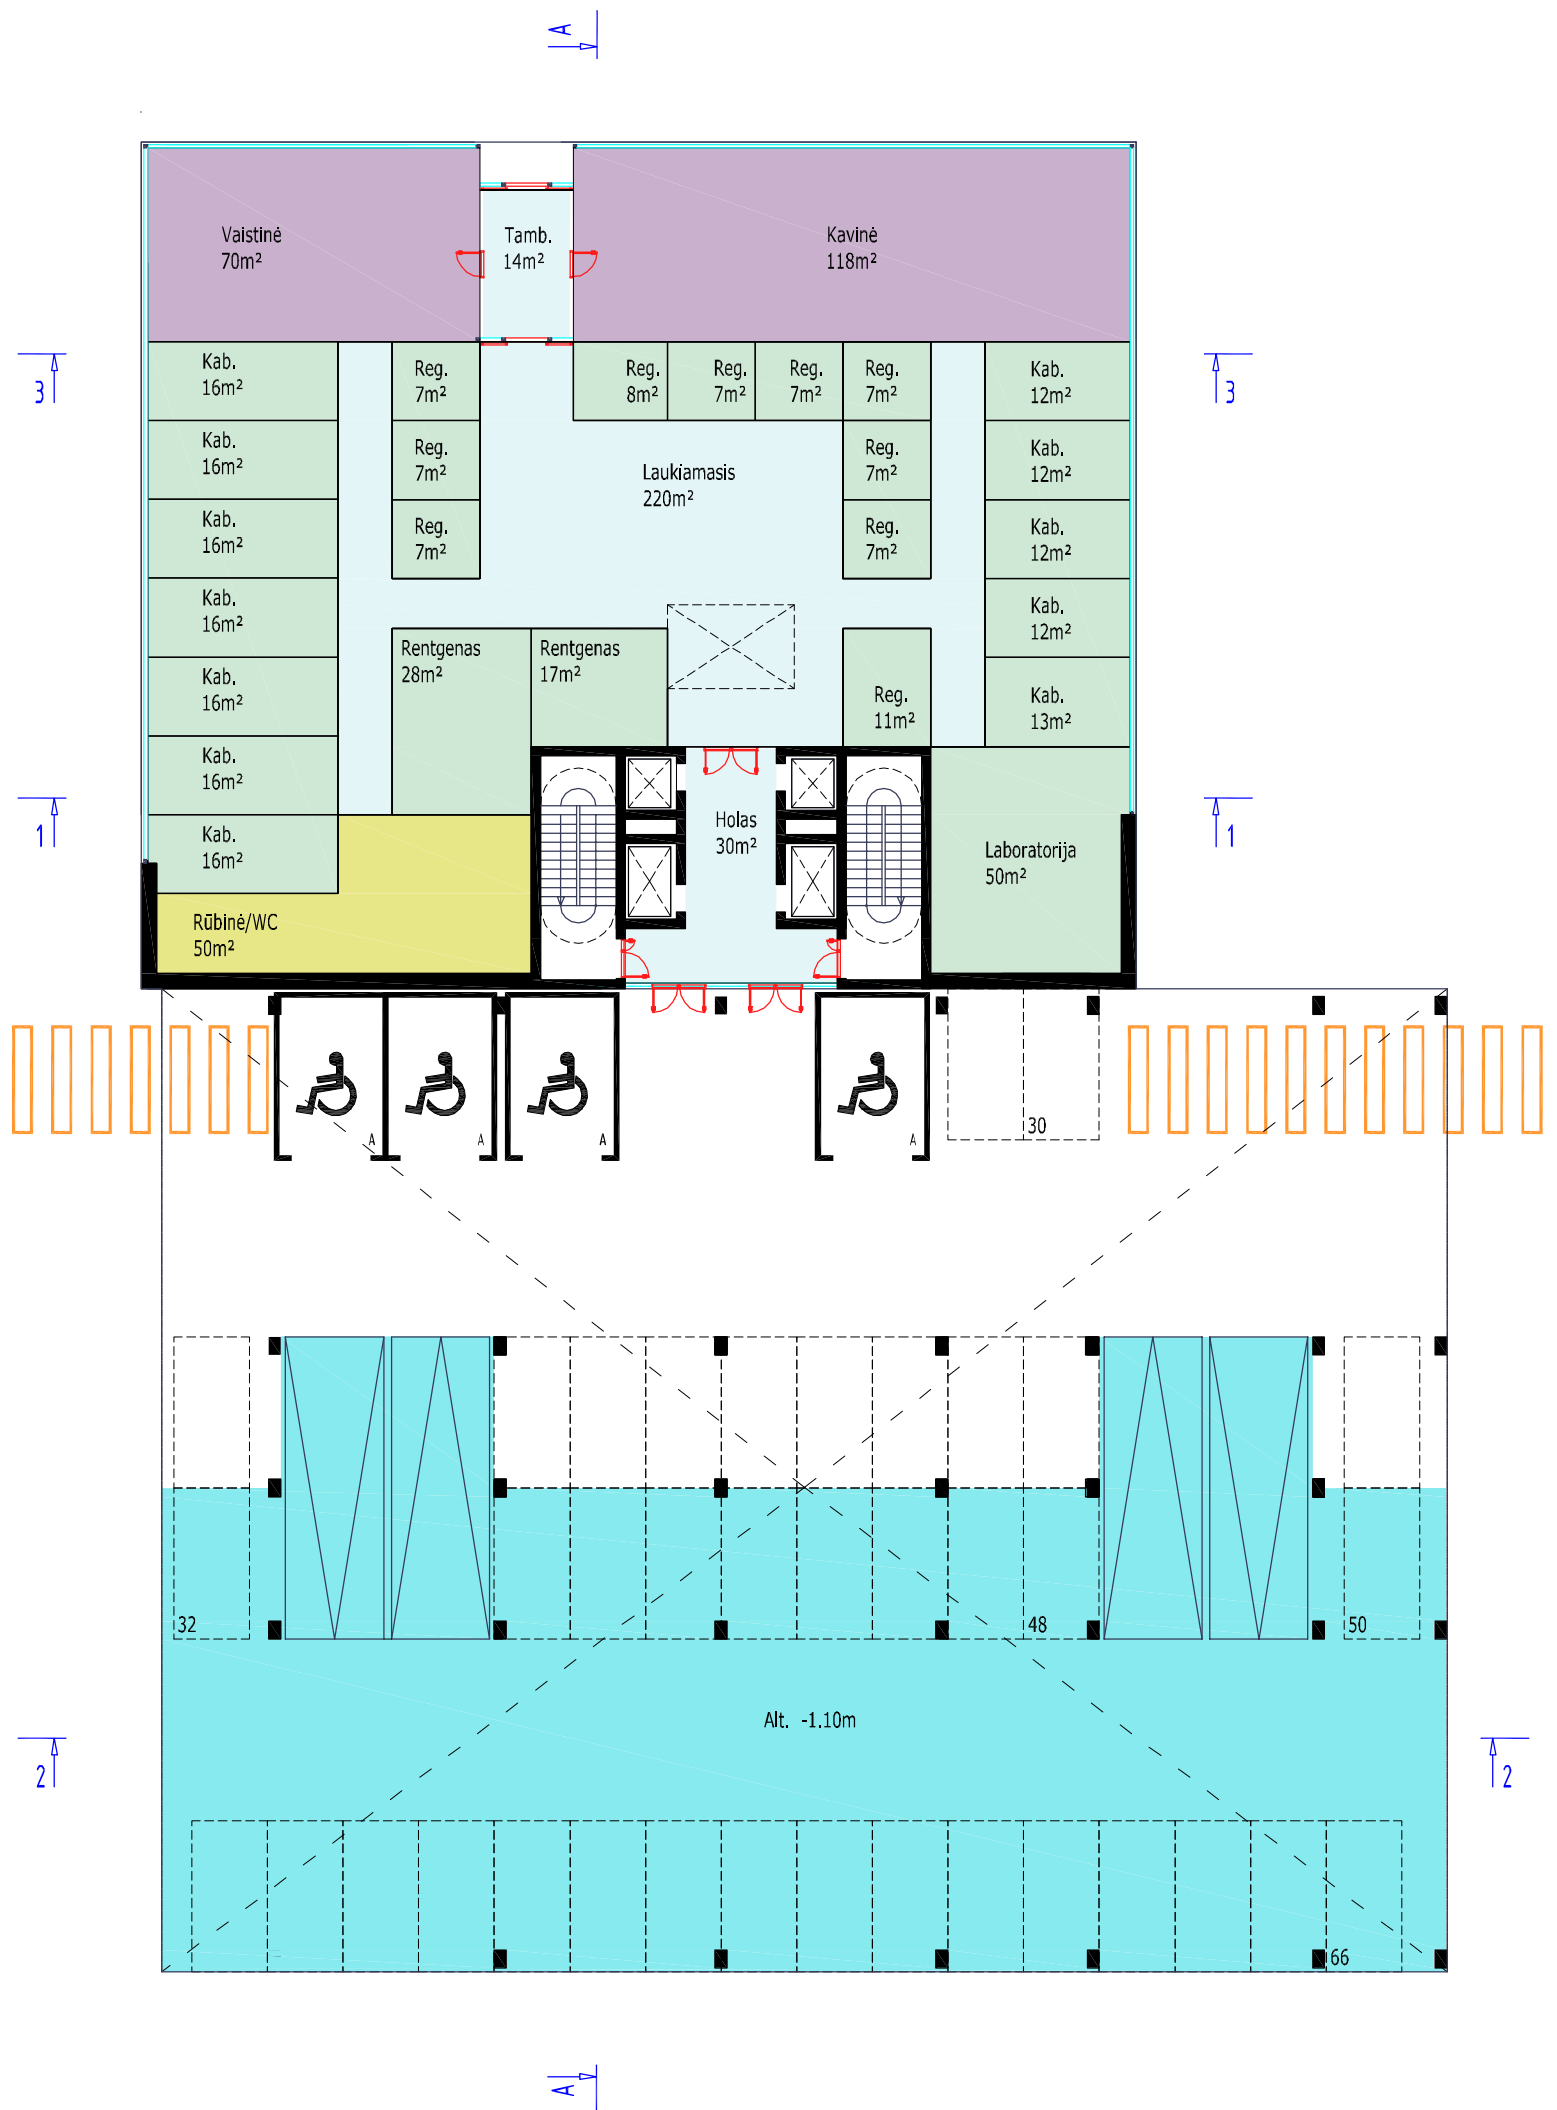 A
Vaistinė
70m²
Tamb.
14m²
Kavinė
118m²
3
3
Kab.
16m²
Reg.
7m²
Reg.
8m²
Reg.
7m²
Reg.
7m²
Reg.
7m²
Kab.
12m²
Kab.
16m²
Reg.
7m²
Laukiamasis
220m²
Reg.
7m²
Kab.
12m²
Kab.
16m²
Reg.
7m²
Reg.
7m²
Kab.
12m²
Kab.
16m²
Kab.
12m²
Rentgenas
28m²
Rentgenas
17m²
Kab.
16m²
Reg.
11m²
Kab.
13m²
Kab.
16m²
1
1
Kab.
16m²
Holas
30m²
Laboratorija
50m²
Rūbinė/WC
50m²
A
A
A
A
30
32
48
50
Alt. -1.10m
2
2
66
A